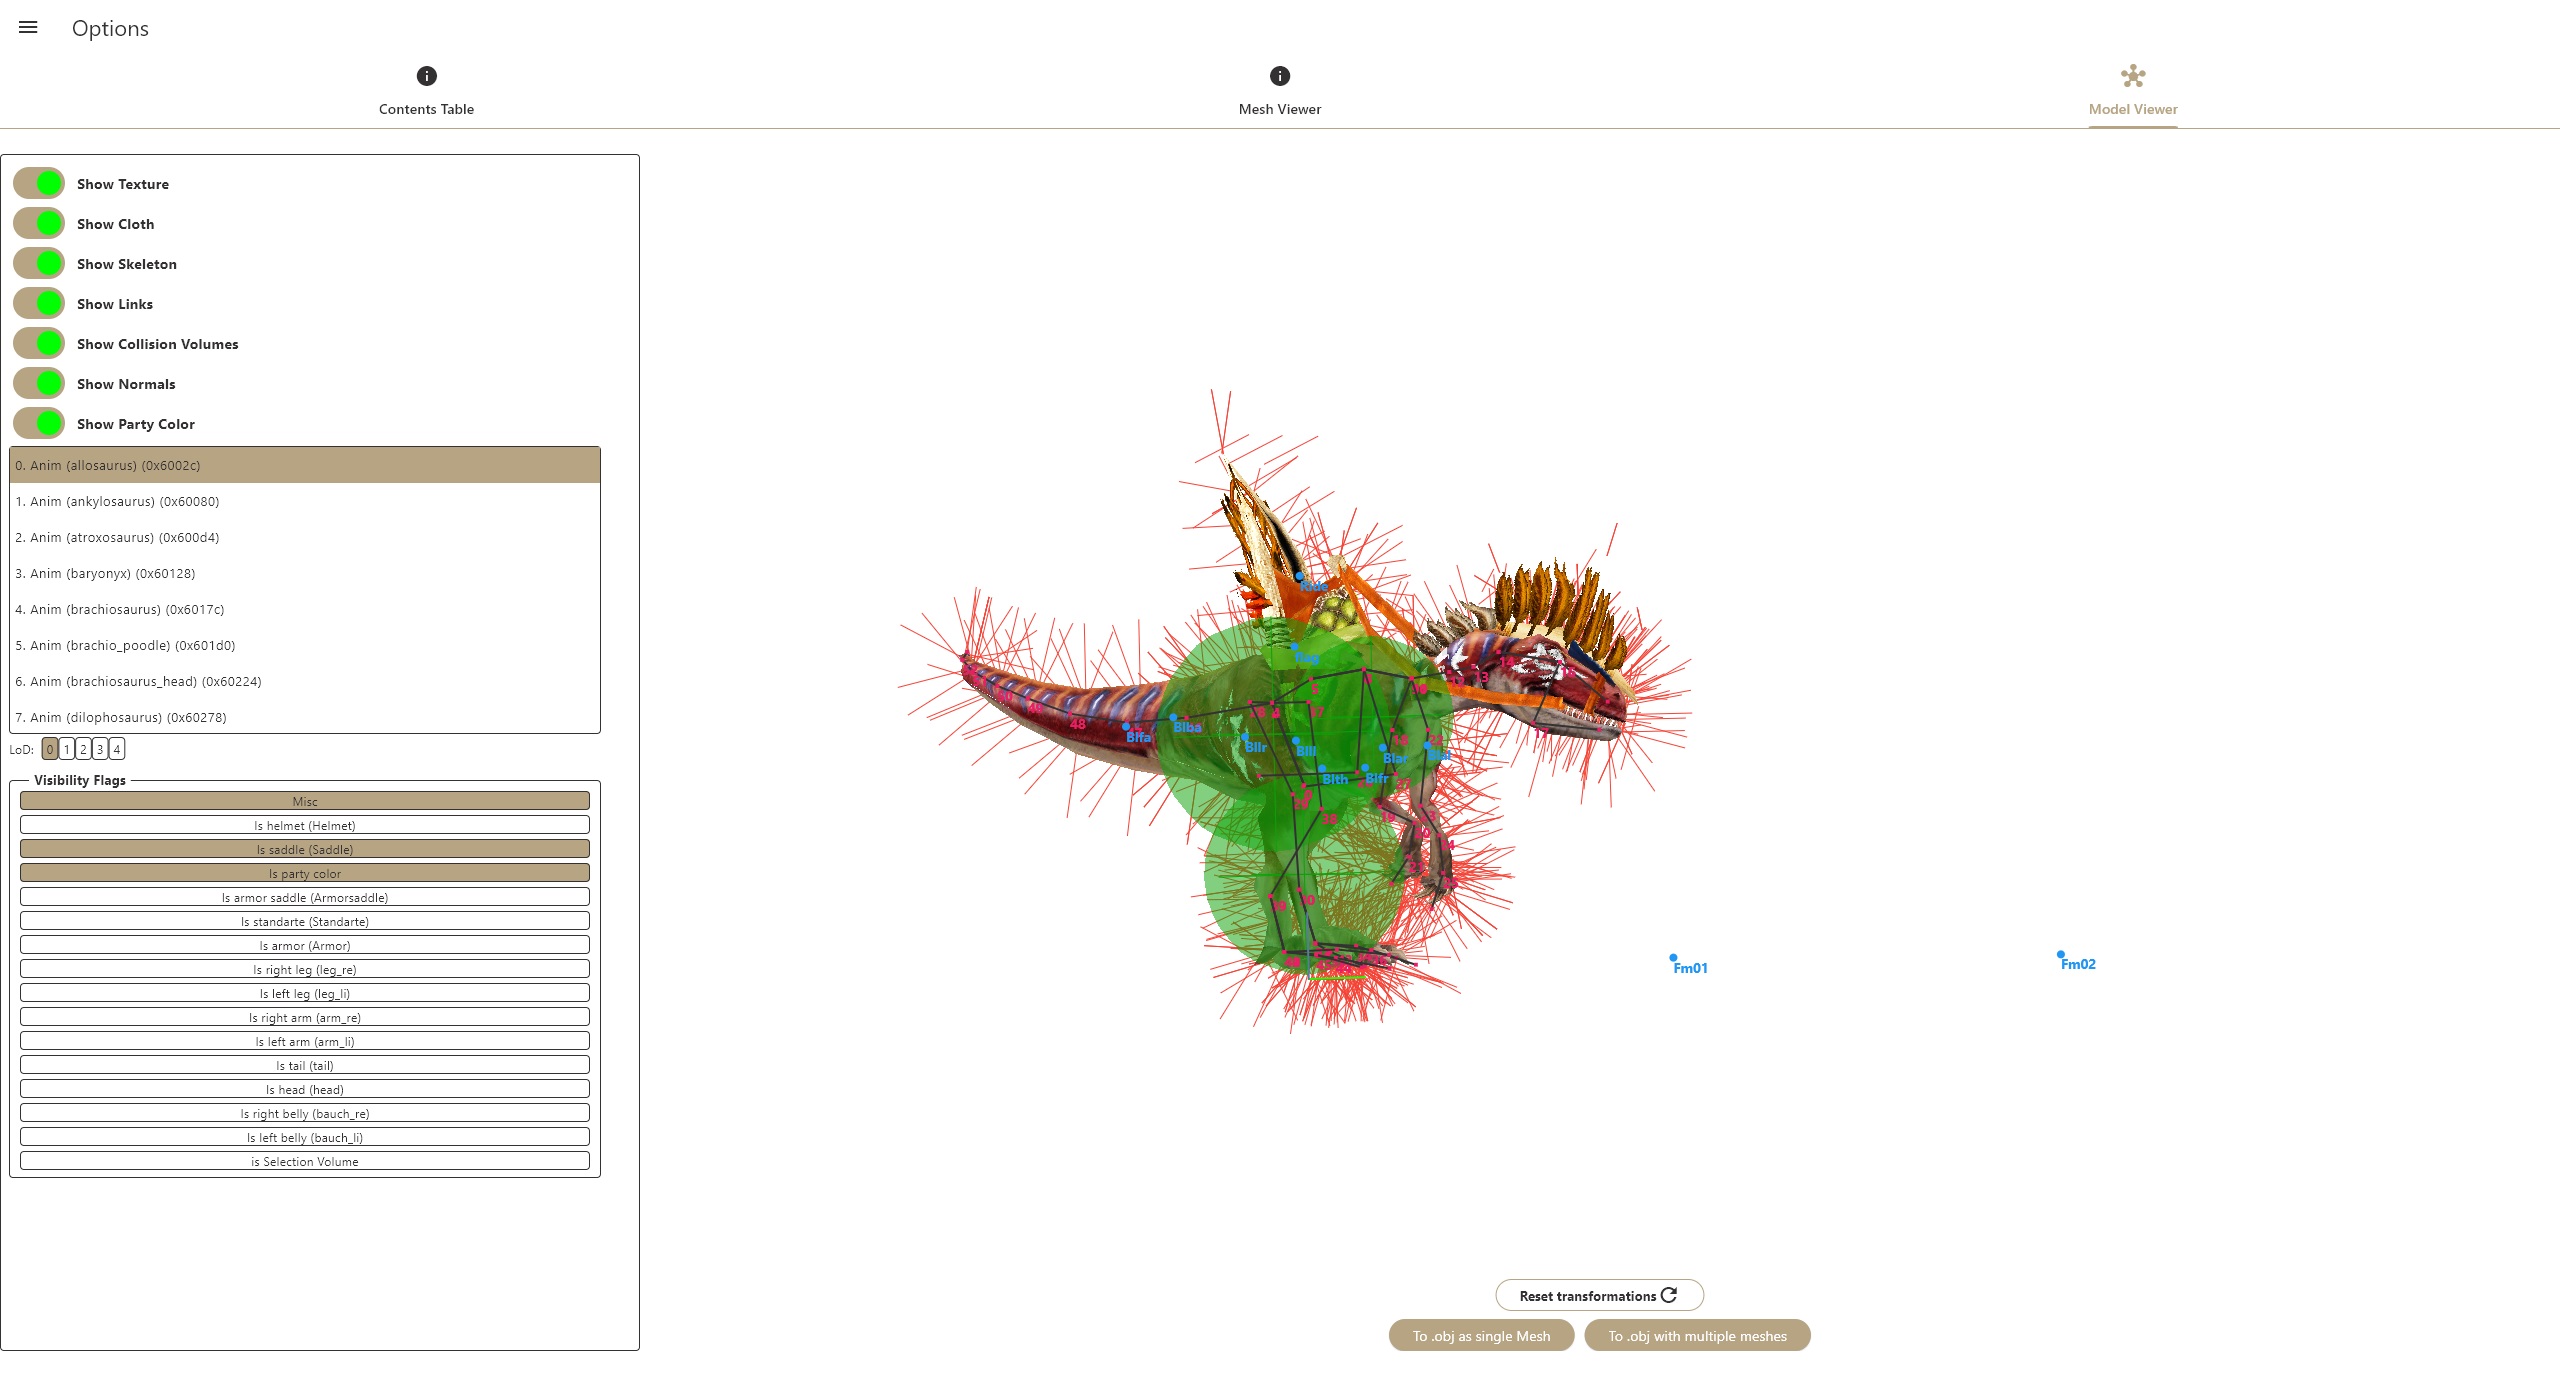 Options
Contents Table
Mesh Viewer
Model Viewer
Show Texture
Show Cloth
Show Skeleton
Show Links
Show Collision Volumes
Show Normals
Show Party Color
0. Anim (allosaurus) (0x6002c)
1. Anim (ankylosaurus) (0x60080)
2. Anim (atroxosaurus) (0x600d4)
3. Anim (baryonyx) (0x60128)
4. Anim (brachiosaurus) (0x6017c)
5. Anim (brachio_poodle) (0x601d0)
6. Anim (brachiosaurus_head) (0x60224)
7. Anim (dilophosaurus) (0x60278)
LoD: 0 1 2 3 4
Visibility Flags
Misc
Is helmet (Helmet)
Is saddle (Saddle)
Is party color
Is armor saddle (Armorsaddle)
Is standarte (Standarte)
Is armor (Armor)
Is right leg (leg_re)
Is left leg (leg_li)
Is right arm (arm_re)
Is left arm (arm_li)
Is tail (tail)
Is head (head)
Is right belly (bauch_re)
Is left belly (bauch_li)
is Selection Volume
Ride
14
13
48
Blfa
Blba
Bllr
Blll
Blar
Blth
Blfr
17
38
19
Fm01
Fm02
Reset transformations
To .obj as single Mesh
To .obj with multiple meshes